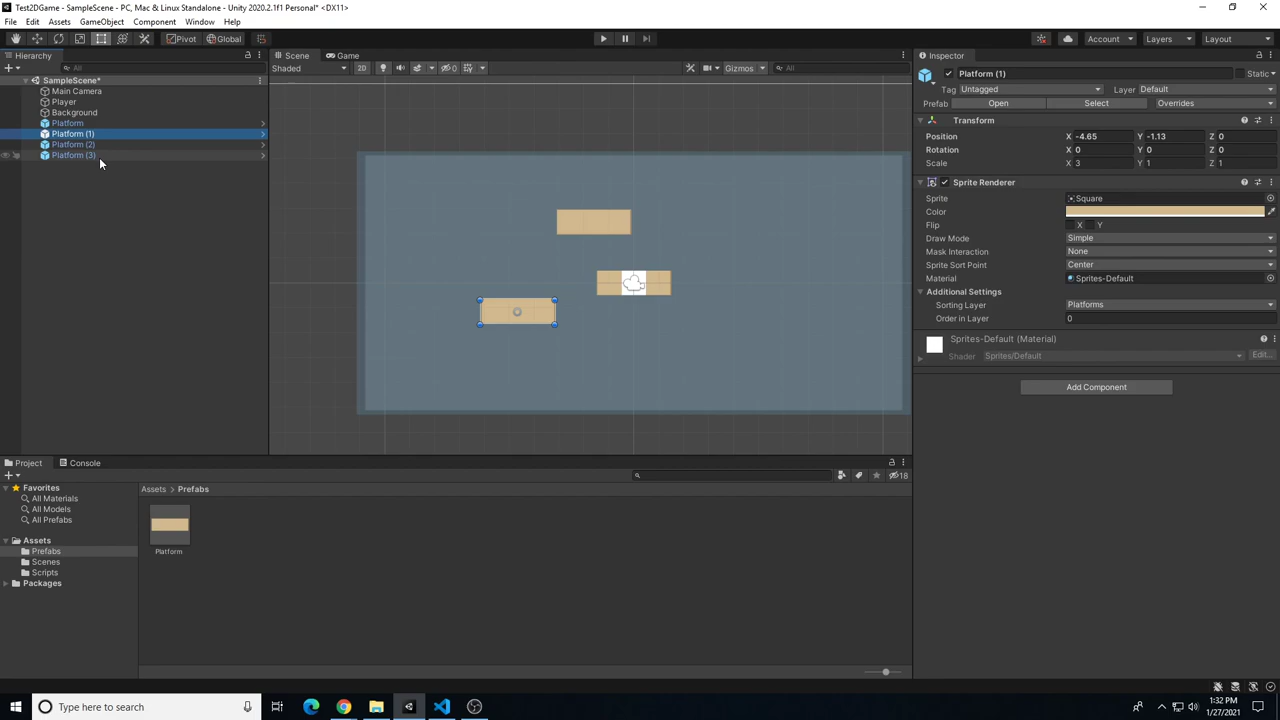 Test2DGame - SampleScene - PC, Mac & Linux Standalone - Unity 2020.2.1f1 Personal* <DX11>
File Edit Assets GameObject Component Window Help
Pivot Global Account Layers Layout
Hierarchy Scene Game Inspector
All Shaded 2D 0 Gizmos All Platform (1) Static
SampleScene*
Main Camera Tag Untagged Layer Default
Player Prefab Open Select Overrides
Background Transform
Platform
Platform (1) Position X -4.65 Y -1.13 Z 0
Platform (2) Rotation X 0 Y 0 Z 0
Platform (3) Scale X 3 Y 1 Z 1
Sprite Renderer
Sprite Square
Color
Flip X Y
Draw Mode Simple
Mask Interaction None
Sprite Sort Point Center
Material Sprites-Default
Additional Settings
Sorting Layer Platforms
Order in Layer 0
Sprites-Default (Material)
Shader Sprites/Default Edit...
Add Component
Project Console
18
Favorites Assets > Prefabs
All Materials
All Models
All Prefabs
Assets
Prefabs Platform
Scenes
Scripts
Packages
Type here to search
1:32 PM
1/27/2021